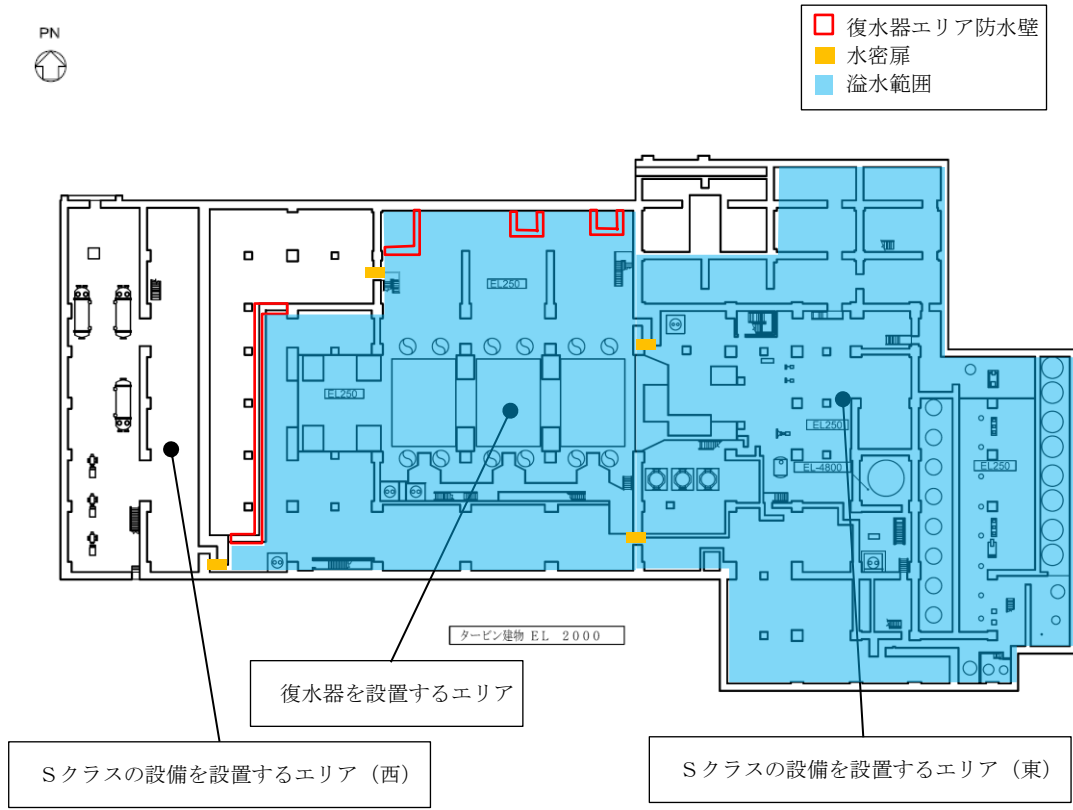 PN
復水器エリア防水壁
水密扉
溢水範囲
EL250
EL250
EL250
EL-4800
EL250
タービン建物 EL 2000
復水器を設置するエリア
Sクラスの設備を設置するエリア（西）
Sクラスの設備を設置するエリア（東）